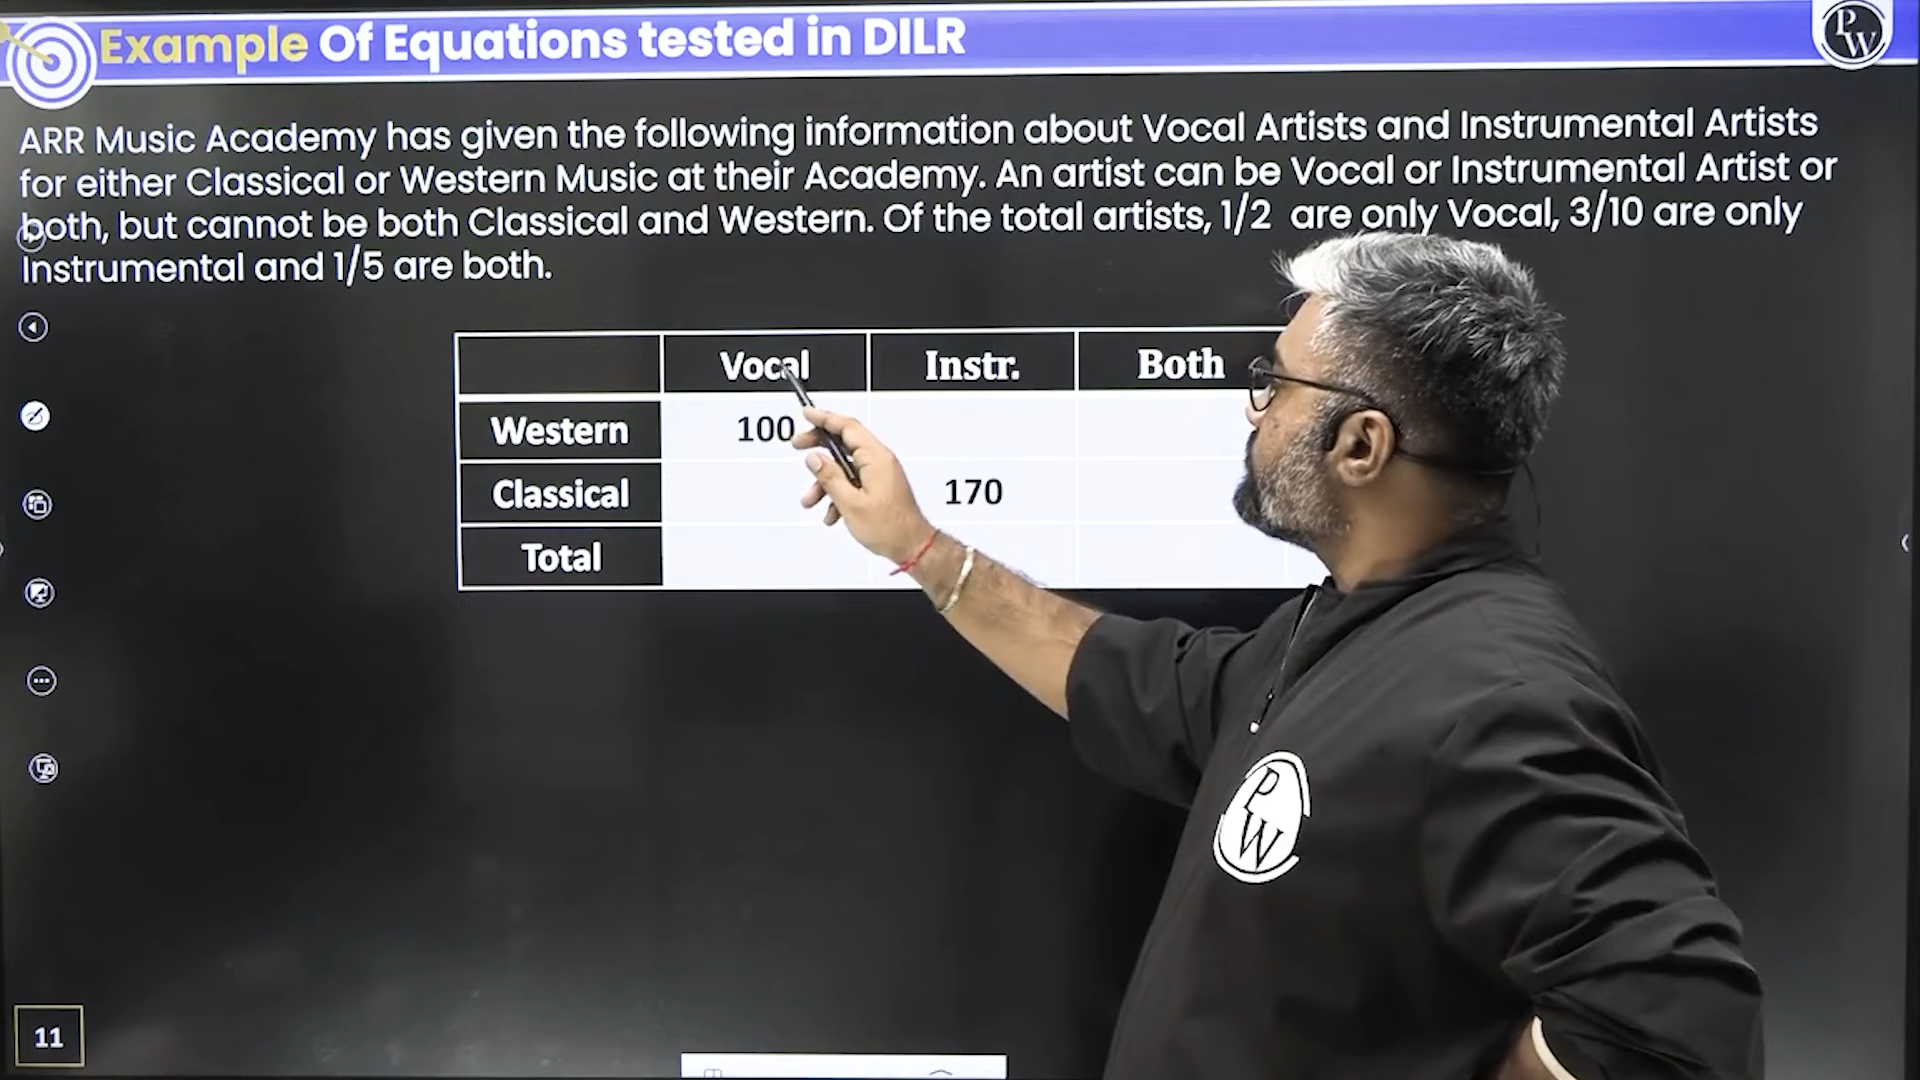 Example Of Equations tested in DILR
PW
ARR Music Academy has given the following information about Vocal Artists and Instrumental Artists
for either Classical or Western Music at their Academy. An artist can be Vocal or Instrumental Artist or
both, but cannot be both Classical and Western. Of the total artists, 1/2 are only Vocal, 3/10 are only
Instrumental and 1/5 are both.
Vocal Instr. Both
Western 100
Classical 170
Total
PW
11